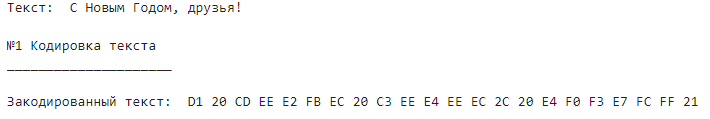 Текст:  С Новым Годом, друзья!
№1 Кодировка текста
_____________________
Закодированный текст:  D1 20 CD EE E2 FB EC 20 C3 EE E4 EE EC 2C 20 E4 F0 F3 E7 FC FF 21